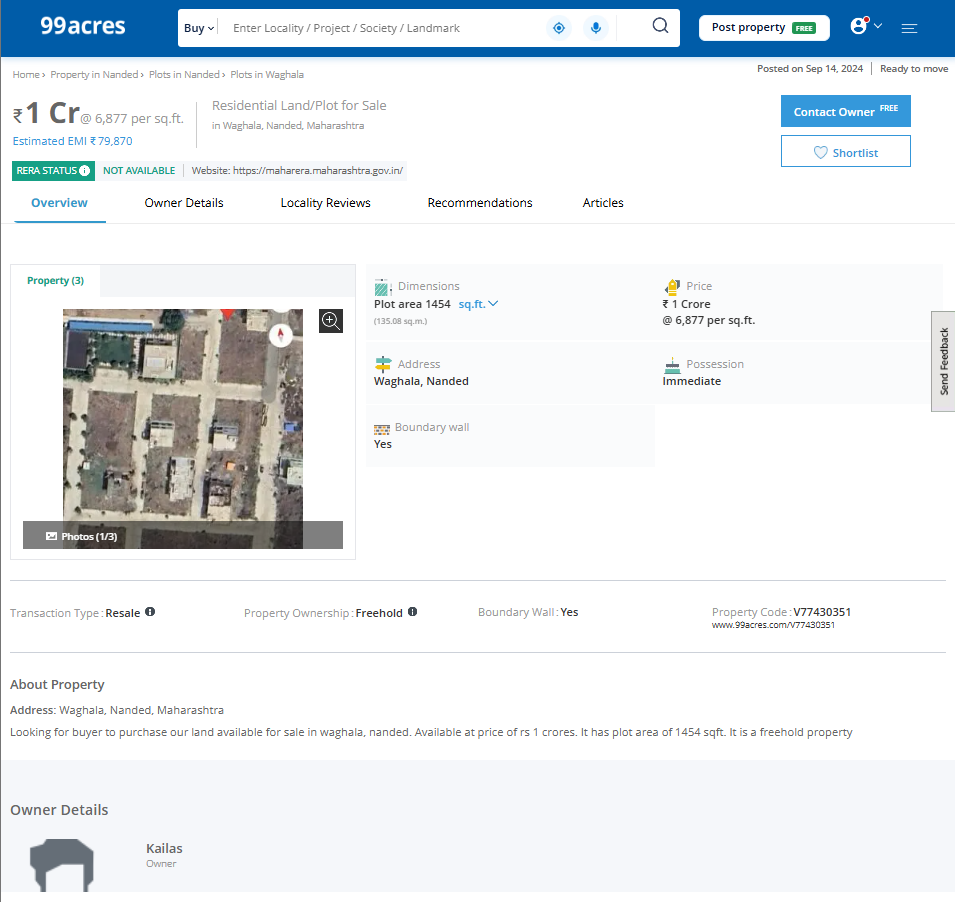 99acres
Buy Enter Locality / Project / Society / Landmark Post property FREE
Home › Property in Nanded › Plots in Nanded › Plots in Waghala
Posted on Sep 14, 2024 Ready to move
₹ 1 Cr @ 6,877 per sq.ft.
Estimated EMI ₹ 79,870
Residential Land/Plot for Sale
in Waghala, Nanded, Maharashtra
Contact Owner FREE
Shortlist
RERA STATUS NOT AVAILABLE Website: https://maharera.maharashtra.gov.in/
Overview Owner Details Locality Reviews Recommendations Articles
Property (3)
Photos (1/3)
Dimensions
Plot area 1454 sq.ft.
(135.08 sq.m.)
Price
₹ 1 Crore
@ 6,877 per sq.ft.
Address
Waghala, Nanded
Possession
Immediate
Boundary wall
Yes
Send Feedback
Transaction Type : Resale Property Ownership : Freehold Boundary Wall : Yes Property Code : V77430351
www.99acres.com/V77430351
About Property
Address: Waghala, Nanded, Maharashtra
Looking for buyer to purchase our land available for sale in waghala, nanded. Available at price of rs 1 crores. It has plot area of 1454 sqft. It is a freehold property
Owner Details
Kailas
Owner